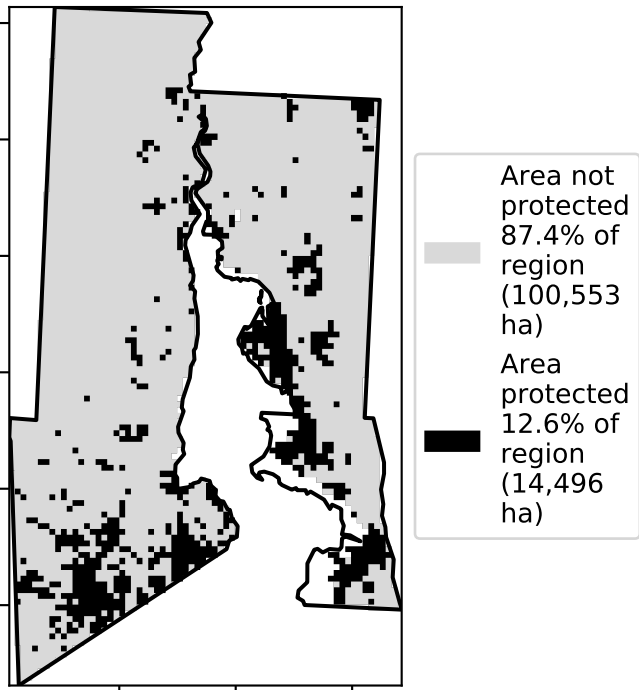 Area not
protected
87.4% of
region
(100,553
ha)
Area
protected
12.6% of
region
(14,496
ha)